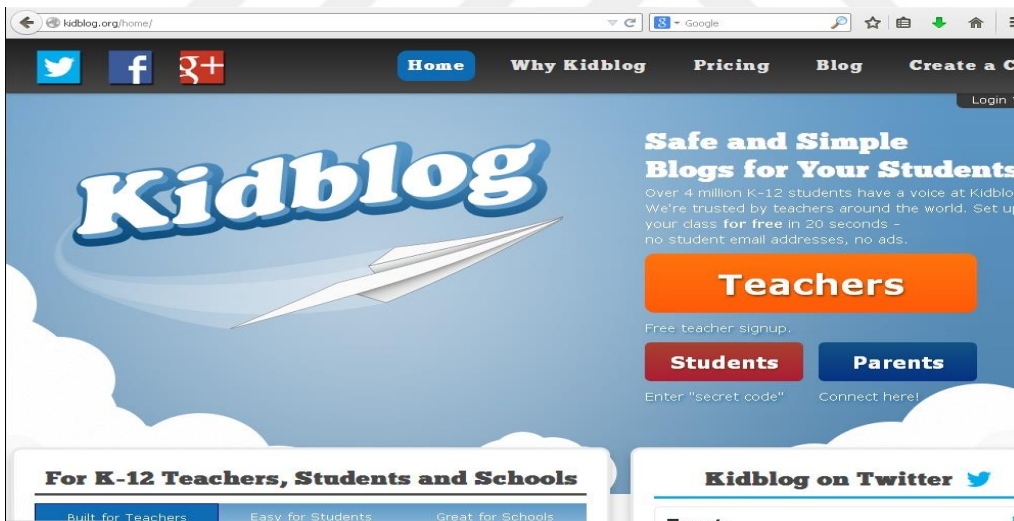 kidblog.org/home/
Google
Home Why Kidblog Pricing Blog Create a C
Login
Kidblog
Safe and Simple
Blogs for Your Students
Over 4 million K-12 students have a voice at Kidblo
We're trusted by teachers around the world. Set up
your class for free in 20 seconds –
no student email addresses, no ads.
Teachers
Free teacher signup.
Students Parents
Enter "secret code" Connect here!
For K-12 Teachers, Students and Schools
Kidblog on Twitter
Built for Teachers Easy for Students Great for Schools